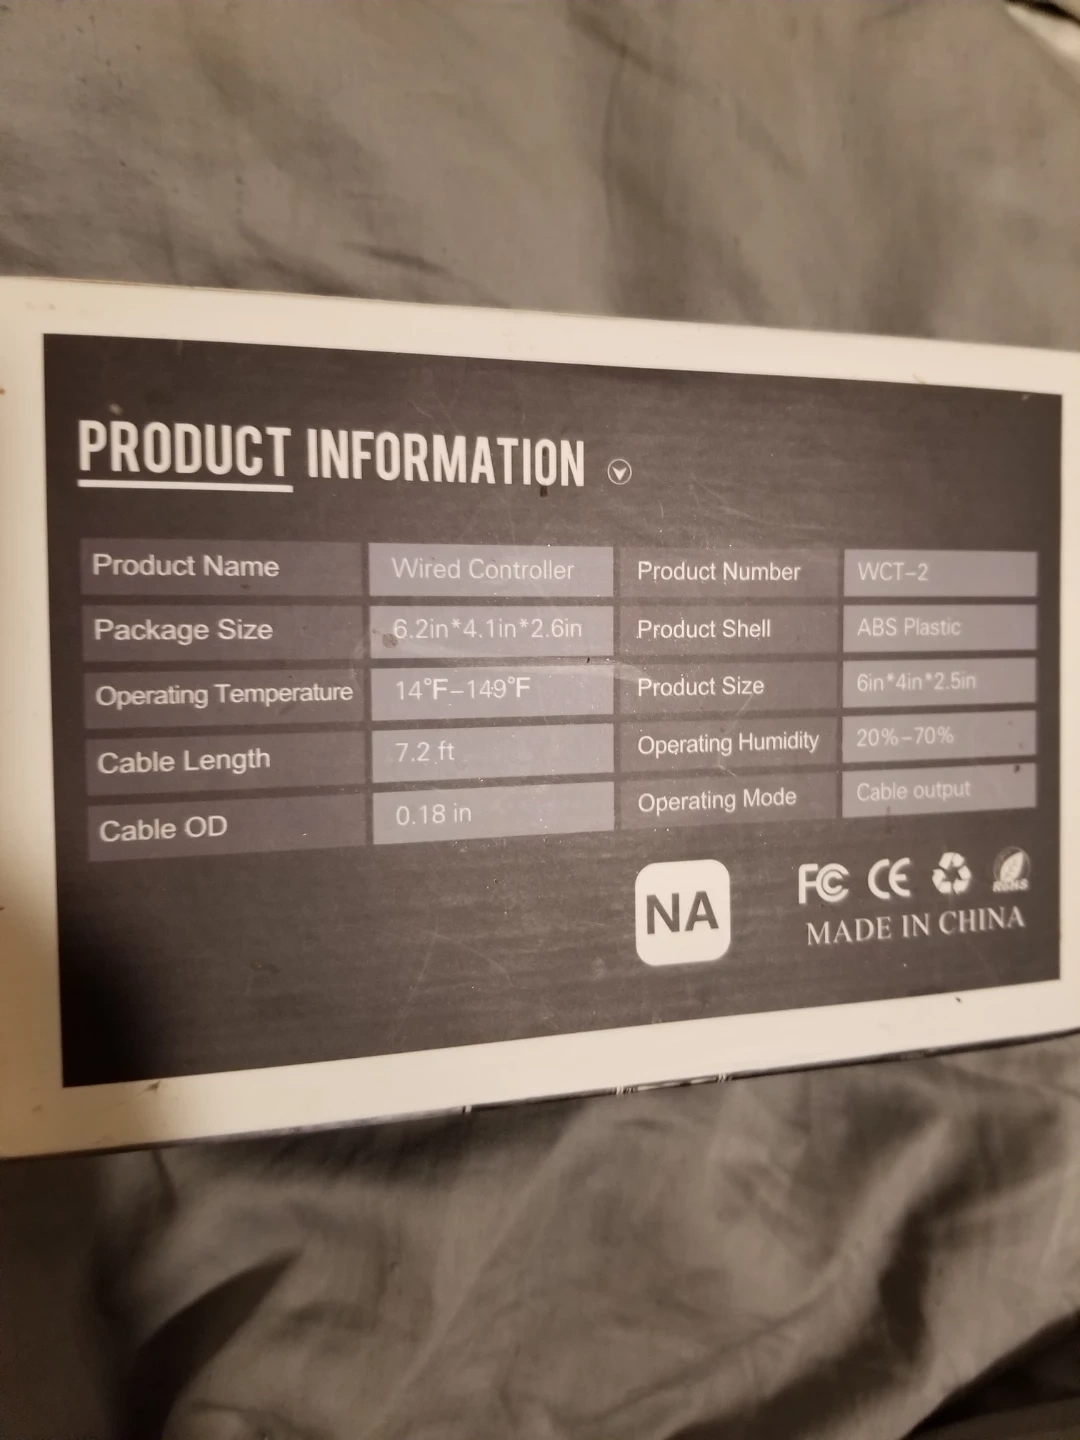 PRODUCT INFORMATION
Product Name Wired Controller Product Number WCT-2
Package Size 6.2in*4.1in*2.6in Product Shell ABS Plastic
Operating Temperature 14°F-149°F Product Size 6in*4in*2.5in
Cable Length 7.2 ft Operating Humidity 20%-70%
Cable OD 0.18 in Operating Mode Cable output
NA FC CE RoHS
MADE IN CHINA